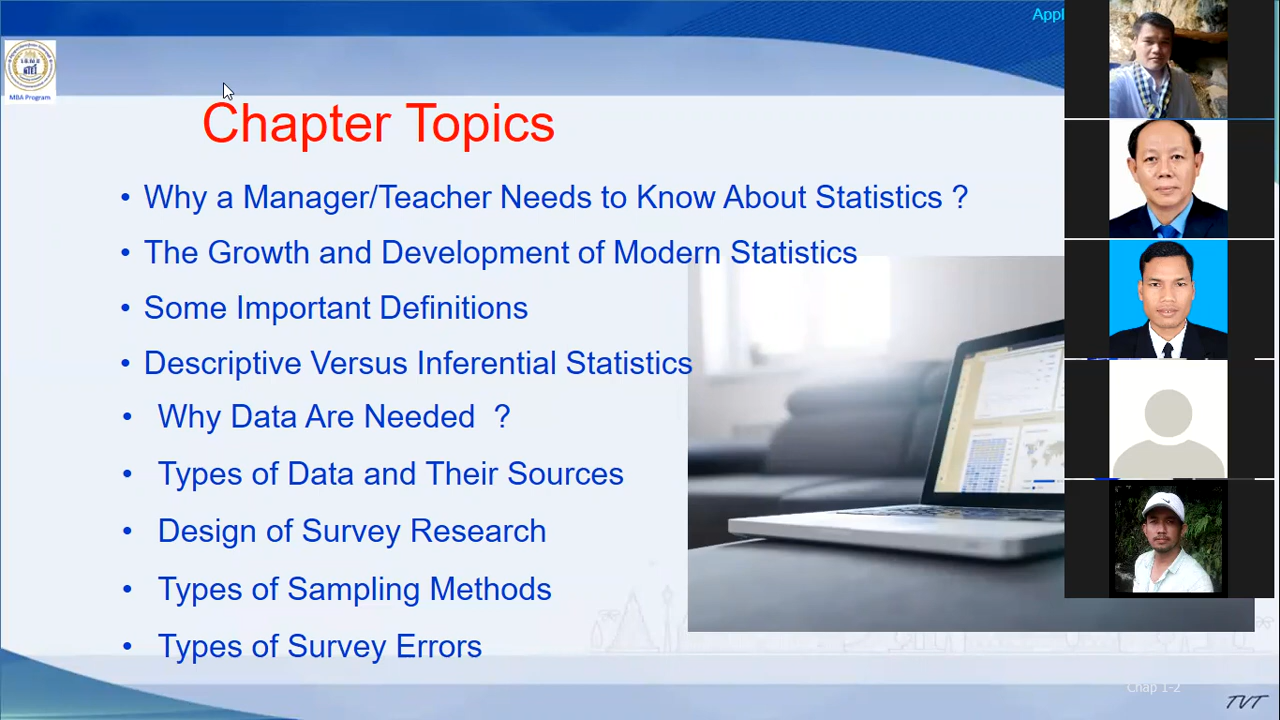 Appl
MBA Program
Chapter Topics
• Why a Manager/Teacher Needs to Know About Statistics ?
• The Growth and Development of Modern Statistics
• Some Important Definitions
• Descriptive Versus Inferential Statistics
• Why Data Are Needed ?
• Types of Data and Their Sources
• Design of Survey Research
• Types of Sampling Methods
• Types of Survey Errors
Chap 1-2
TVT